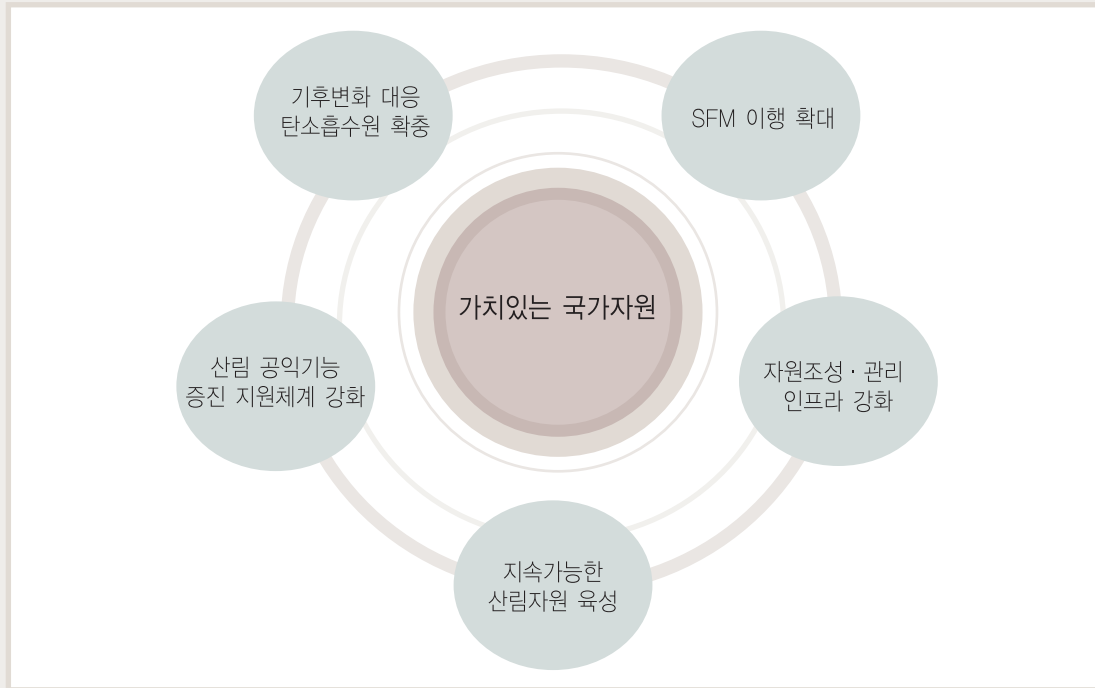 기후변화 대응
탄소흡수원 확충
SFM 이행 확대
가치있는 국가자원
산림 공익기능
증진 지원체계 강화
자원조성·관리
인프라 강화
지속가능한
산림자원 육성